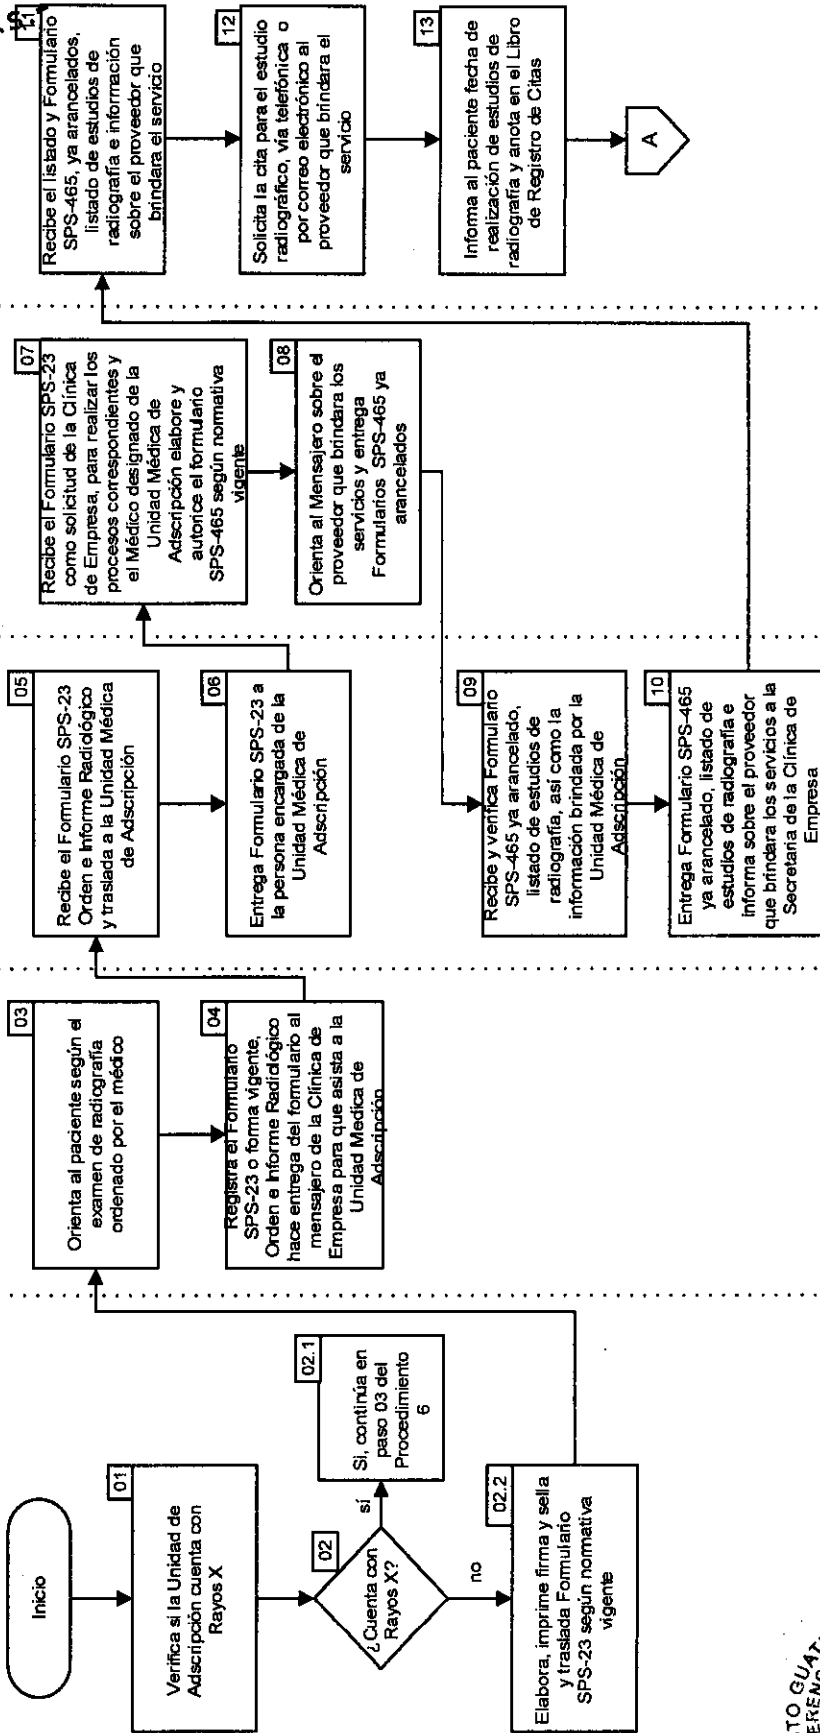 Inicio
01
Verifica si la Unidad de
Adscripción cuenta con
Rayos X
02
¿Cuenta con
Rayos X?
sí
02.1
Si, continúa en
paso 03 del
Procedimiento
6
no
02.2
Elabora, imprime firma y sella
y traslada Formulario
SPS-23 según normativa
vigente
03
Orienta al paciente según el
examen de radiografía
ordenado por el médico
04
Registra el Formulario
SPS-23 o forma vigente,
Orden e Informe Radiológico
hace entrega del formulario al
mensajero de la Clínica de
Empresa para que asista a la
Unidad Medica de
Adscripción
05
Recibe el Formulario SPS-23
Orden e Informe Radiológico
y traslada a la Unidad Médica
de Adscripción
06
Entrega Formulario SPS-23 a
la persona encargada de la
Unidad Médica de
Adscripción
07
Recibe el Formulario SPS-23
como solicitud de la Clínica
de Empresa, para realizar los
procesos correspondientes y
el Médico designado de la
Unidad Médica de
Adscripción elabore y
autorice el formulario
SPS-465 según normativa
vigente
08
Orienta al Mensajero sobre el
proveedor que brindara los
servicios y entrega
Formularios SPS-465 ya
arancelados
09
Recibe y verifica Formulario
SPS-465 ya arancelado,
listado de estudios de
radiografía, así como la
información brindada por la
Unidad Médica de
Adscripción
10
Entrega Formulario SPS-465
ya arancelado, listado de
estudios de radiografía e
informa sobre el proveedor
que brindara los servicios a la
Secretaria de la Clínica de
Empresa
11
Recibe el listado y Formulario
SPS-465, ya arancelados,
listado de estudios de
radiografía e información
sobre el proveedor que
brindara el servicio
12
Solicita la cita para el estudio
radiográfico, vía telefónica o
por correo electrónico al
proveedor que brindara el
servicio
13
Informa al paciente fecha de
realización de estudios de
radiografía y anota en el Libro
de Registro de Citas
A